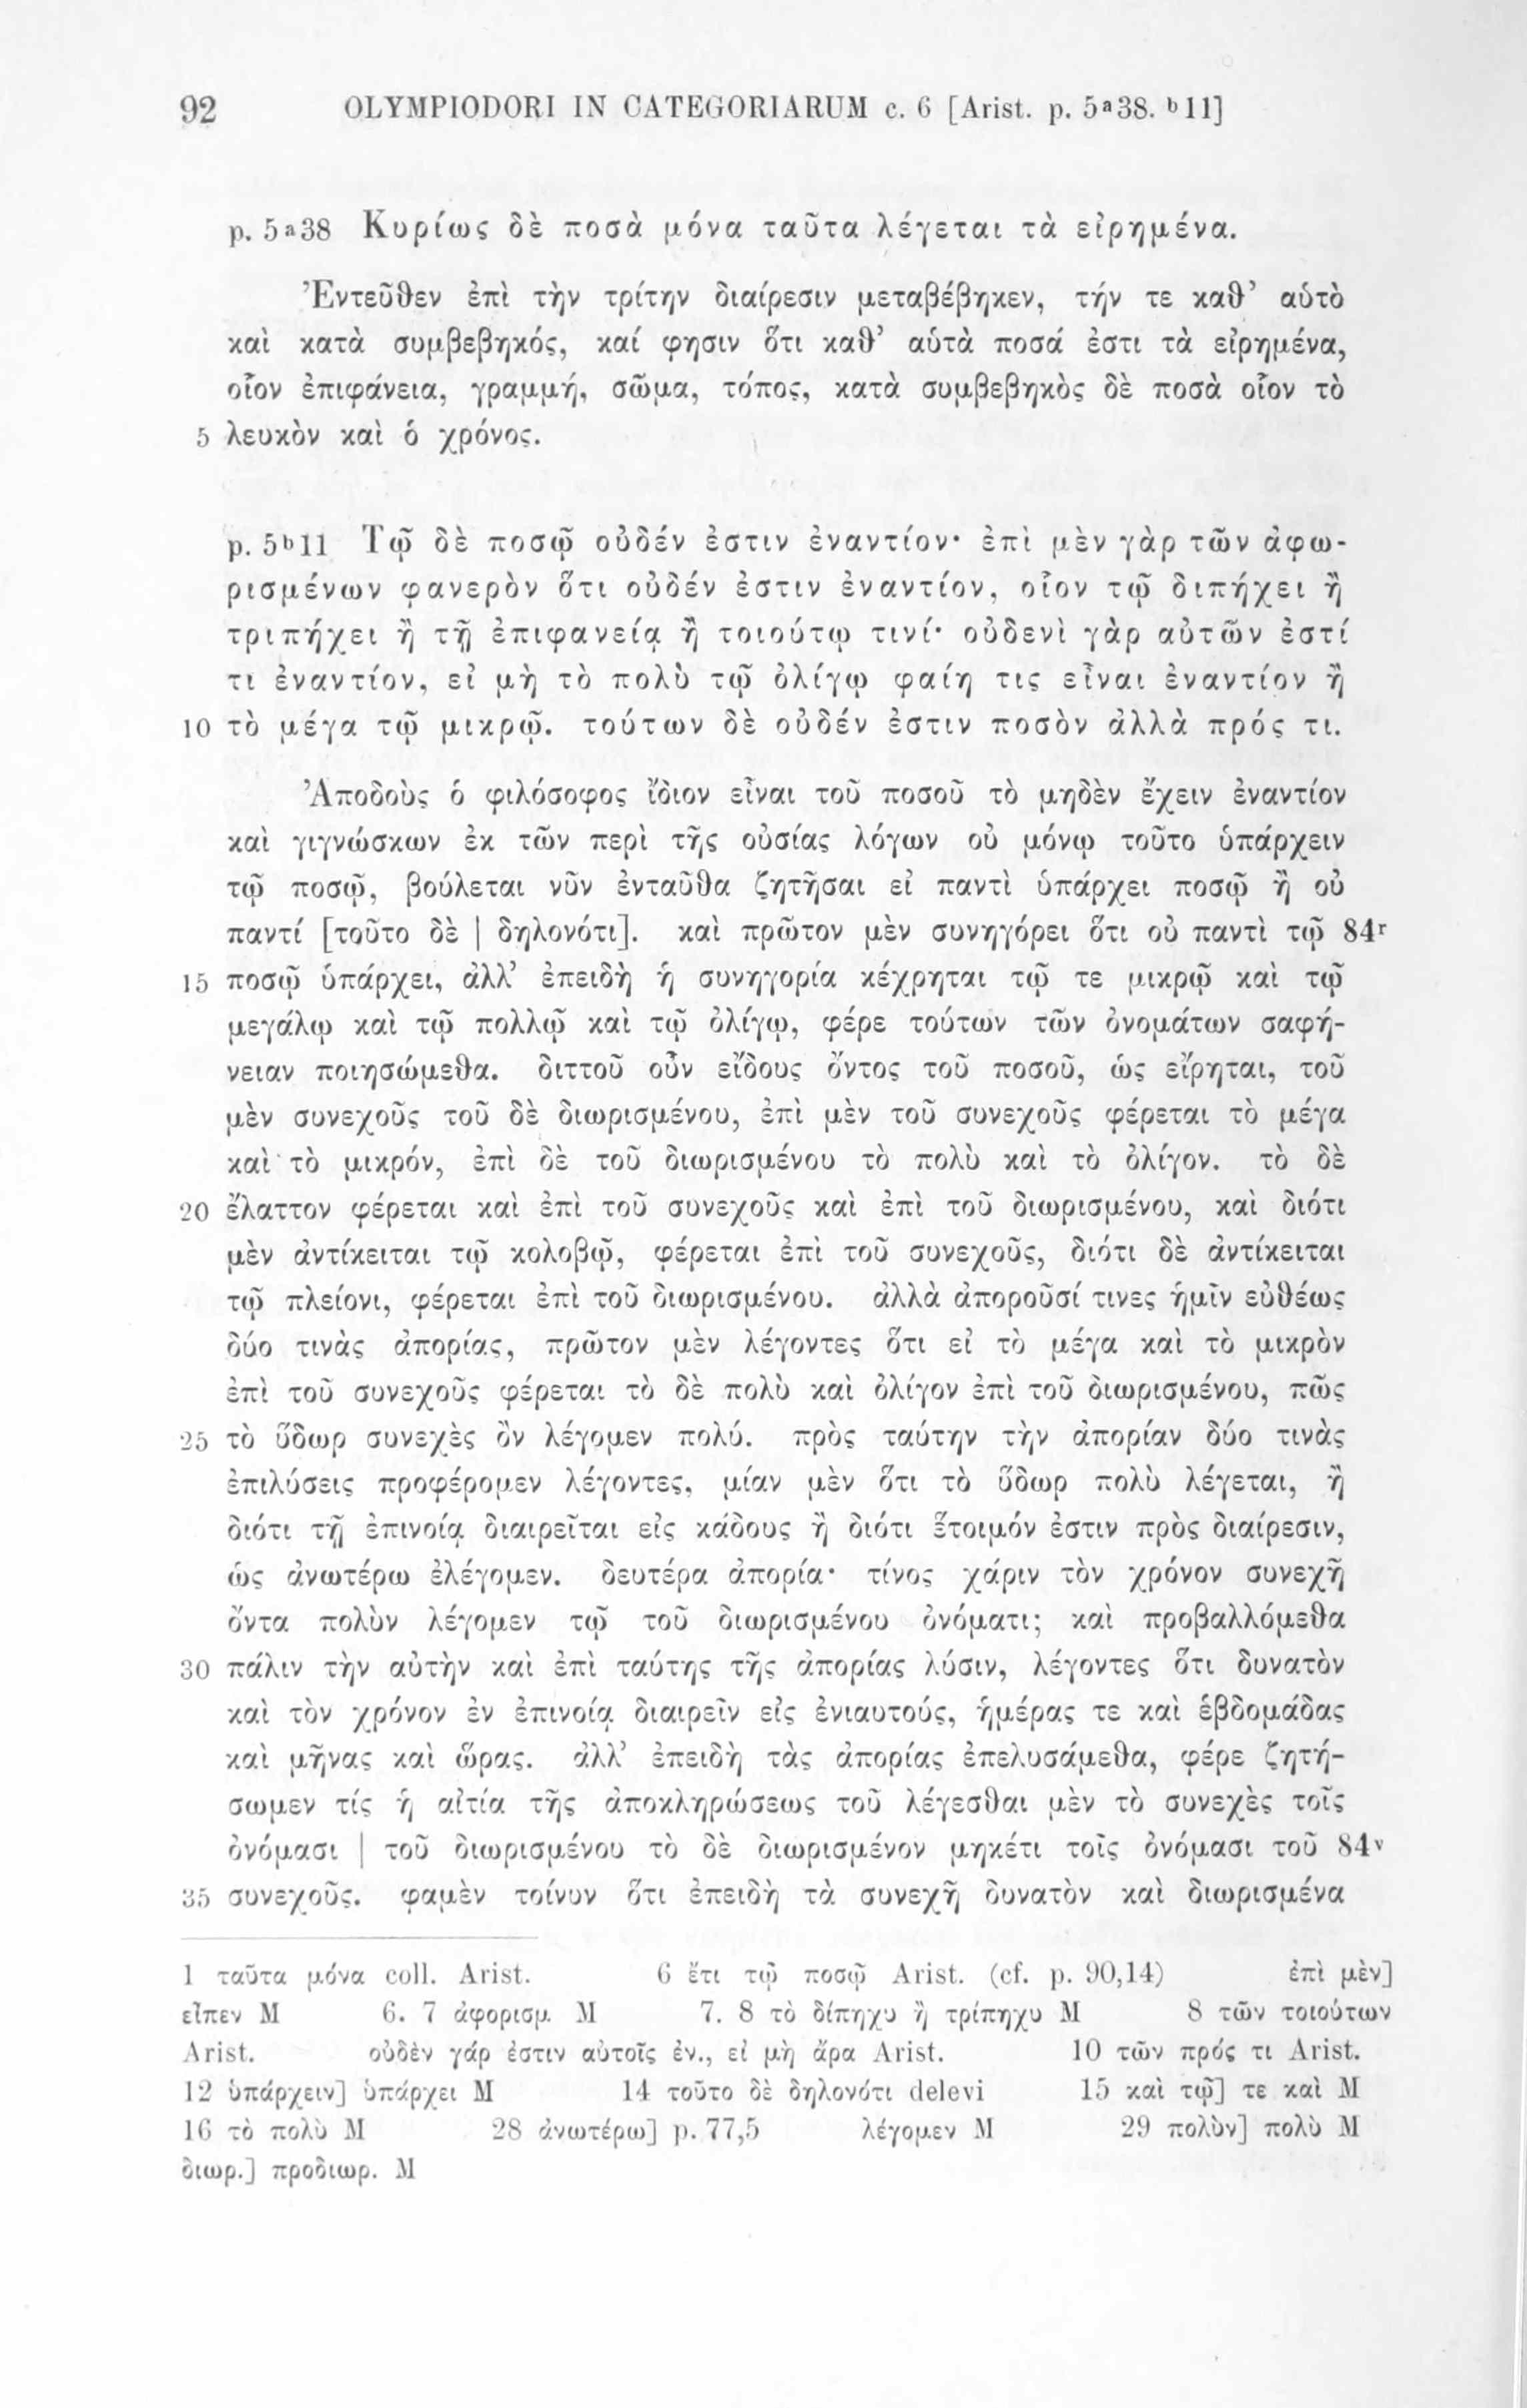 92 OLYMPIODORI IN CATEGORIARUM c. 6 [Arist. p. 5ᵃ38. ᵇ11]
p. 5ᵃ38 Κυρίως δὲ ποσὰ μόνα ταῦτα λέγεται τὰ εἰρημένα.
Ἐντεῦθεν ἐπὶ τὴν τρίτην διαίρεσιν μεταβέβηκεν, τήν τε καθ’ αὑτὸ
καὶ κατὰ συμβεβηκός, καί φησιν ὅτι καθ’ αὑτὰ ποσά ἐστι τὰ εἰρημένα,
οἷον ἐπιφάνεια, γραμμή, σῶμα, τόπος, κατὰ συμβεβηκὸς δὲ ποσὰ οἷον τὸ
5 λευκὸν καὶ ὁ χρόνος.
p. 5ᵇ11 Τῷ δὲ ποσῷ οὐδέν ἐστιν ἐναντίον· ἐπὶ μὲν γὰρ τῶν ἀφω-
ρισμένων φανερὸν ὅτι οὐδέν ἐστιν ἐναντίον, οἷον τῷ διπήχει ἢ
τριπήχει ἢ τῇ ἐπιφανείᾳ ἢ τοιούτῳ τινί· οὐδενὶ γὰρ αὐτῶν ἐστί
τι ἐναντίον, εἰ μὴ τὸ πολὺ τῷ ὀλίγῳ φαίη τις εἶναι ἐναντίον ἢ
10 τὸ μέγα τῷ μικρῷ. τούτων δὲ οὐδέν ἐστιν ποσὸν ἀλλὰ πρός τι.
Ἀποδοὺς ὁ φιλόσοφος ἴδιον εἶναι τοῦ ποσοῦ τὸ μηδὲν ἔχειν ἐναντίον
καὶ γιγνώσκων ἐκ τῶν περὶ τῆς οὐσίας λόγων οὐ μόνῳ τοῦτο ὑπάρχειν
τῷ ποσῷ, βούλεται νῦν ἐνταῦθα ζητῆσαι εἰ παντὶ ὑπάρχει ποσῷ ἢ οὐ
παντί [τοῦτο δὲ | δηλονότι]. καὶ πρῶτον μὲν συνηγόρει ὅτι οὐ παντὶ τῷ 84ʳ
15 ποσῷ ὑπάρχει, ἀλλ’ ἐπειδὴ ἡ συνηγορία κέχρηται τῷ τε μικρῷ καὶ τῷ
μεγάλῳ καὶ τῷ πολλῷ καὶ τῷ ὀλίγῳ, φέρε τούτων τῶν ὀνομάτων σαφή-
νειαν ποιησώμεθα. διττοῦ οὖν εἴδους ὄντος τοῦ ποσοῦ, ὡς εἴρηται, τοῦ
μὲν συνεχοῦς τοῦ δὲ διωρισμένου, ἐπὶ μὲν τοῦ συνεχοῦς φέρεται τὸ μέγα
καὶ τὸ μικρόν, ἐπὶ δὲ τοῦ διωρισμένου τὸ πολὺ καὶ τὸ ὀλίγον. τὸ δὲ
20 ἔλαττον φέρεται καὶ ἐπὶ τοῦ συνεχοῦς καὶ ἐπὶ τοῦ διωρισμένου, καὶ διότι
μὲν ἀντίκειται τῷ κολοβῷ, φέρεται ἐπὶ τοῦ συνεχοῦς, διότι δὲ ἀντίκειται
τῷ πλείονι, φέρεται ἐπὶ τοῦ διωρισμένου. ἀλλὰ ἀποροῦσί τινες ἡμῖν εὐθέως
δύο τινὰς ἀπορίας, πρῶτον μὲν λέγοντες ὅτι εἰ τὸ μέγα καὶ τὸ μικρὸν
ἐπὶ τοῦ συνεχοῦς φέρεται τὸ δὲ πολὺ καὶ ὀλίγον ἐπὶ τοῦ διωρισμένου, πῶς
25 τὸ ὕδωρ συνεχὲς ὂν λέγομεν πολύ. πρὸς ταύτην τὴν ἀπορίαν δύο τινὰς
ἐπιλύσεις προφέρομεν λέγοντες, μίαν μὲν ὅτι τὸ ὕδωρ πολὺ λέγεται, ἢ
διότι τῇ ἐπινοίᾳ διαιρεῖται εἰς κάδους ἢ διότι ἕτοιμόν ἐστιν πρὸς διαίρεσιν,
ὡς ἀνωτέρω ἐλέγομεν. δευτέρα ἀπορία· τίνος χάριν τὸν χρόνον συνεχῆ
ὄντα πολὺν λέγομεν τῷ τοῦ διωρισμένου ὀνόματι; καὶ προβαλλόμεθα
30 πάλιν τὴν αὐτὴν καὶ ἐπὶ ταύτης τῆς ἀπορίας λύσιν, λέγοντες ὅτι δυνατὸν
καὶ τὸν χρόνον ἐν ἐπινοίᾳ διαιρεῖν εἰς ἐνιαυτούς, ἡμέρας τε καὶ ἑβδομάδας
καὶ μῆνας καὶ ὥρας. ἀλλ’ ἐπειδὴ τὰς ἀπορίας ἐπελυσάμεθα, φέρε ζητή-
σωμεν τίς ἡ αἰτία τῆς ἀποκληρώσεως τοῦ λέγεσθαι μὲν τὸ συνεχὲς τοῖς
ὀνόμασι | τοῦ διωρισμένου τὸ δὲ διωρισμένον μηκέτι τοῖς ὀνόμασι τοῦ 84ᵛ
35 συνεχοῦς. φαμὲν τοίνυν ὅτι ἐπειδὴ τὰ συνεχῆ δυνατὸν καὶ διωρισμένα
1 ταῦτα μόνα coll. Arist. 6 ἔτι τῷ ποσῷ Arist. (cf. p. 90,14) ἐπὶ μὲν]
εἶπεν M 6. 7 ἀφορισμ. M 7. 8 τὸ δίπηχυ ἢ τρίπηχυ M 8 τῶν τοιούτων
Arist. οὐδὲν γάρ ἐστιν αὐτοῖς ἐν., εἰ μὴ ἄρα Arist. 10 τῶν πρός τι Arist.
12 ὑπάρχειν] ὑπάρχει M 14 τοῦτο δὲ δηλονότι delevi 15 καὶ τῷ] τε καὶ M
16 τὸ πολὺ M 28 ἀνωτέρω] p. 77,5 λέγομεν M 29 πολὺν] πολὺ M
διωρ.] προδιωρ. M